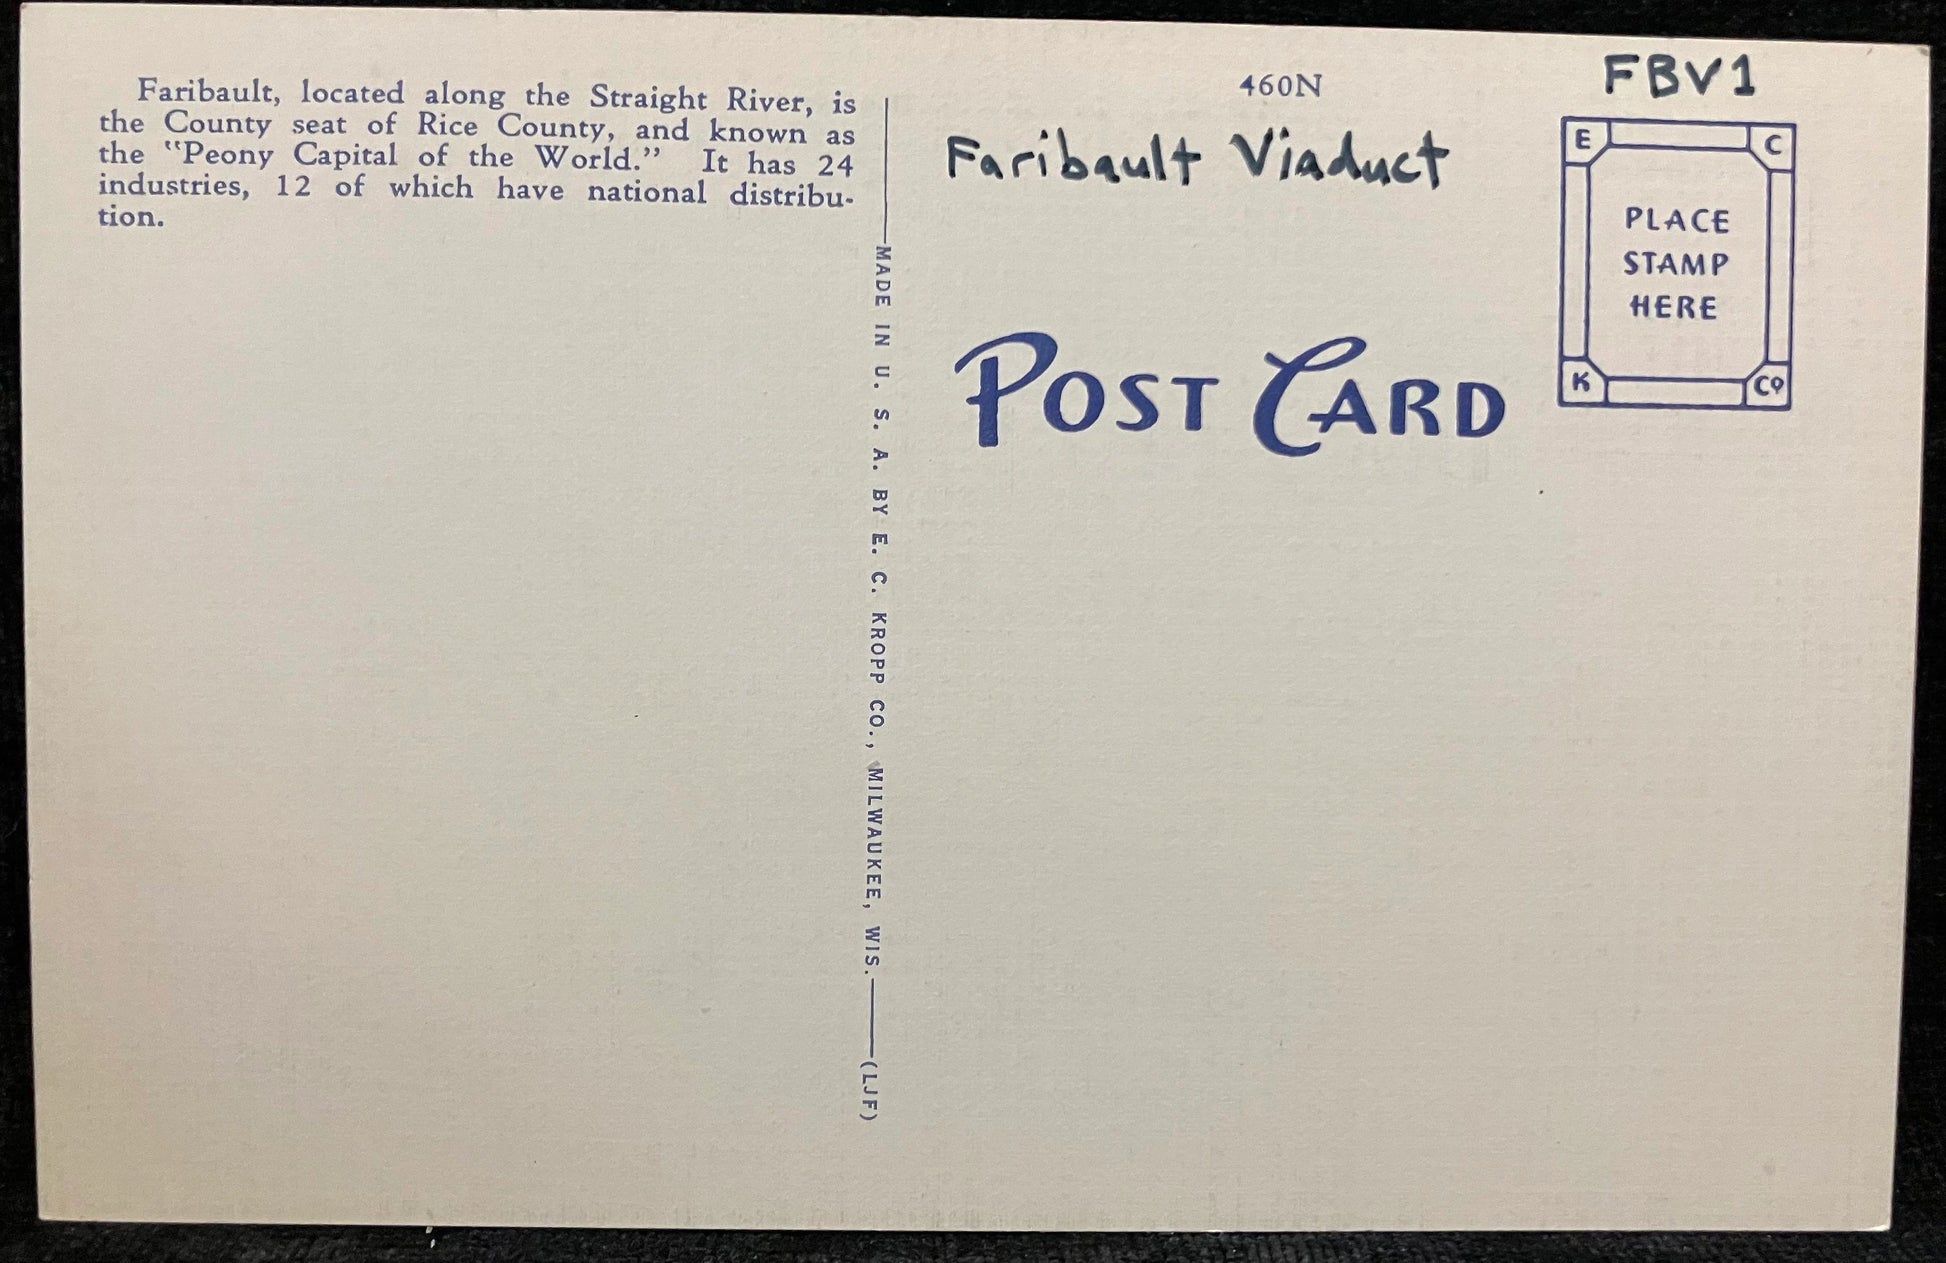 Faribault, located along the Straight River, is
the County seat of Rice County, and known as
the "Peony Capital of the World." It has 24
industries, 12 of which have national distribu-
tion.
MADE IN U. S. A. BY E. C. KROPP CO., MILWAUKEE, WIS.
(LJF)
460N
FBV1
Faribault Viaduct
E C
PLACE
STAMP
HERE
K Co
POST CARD